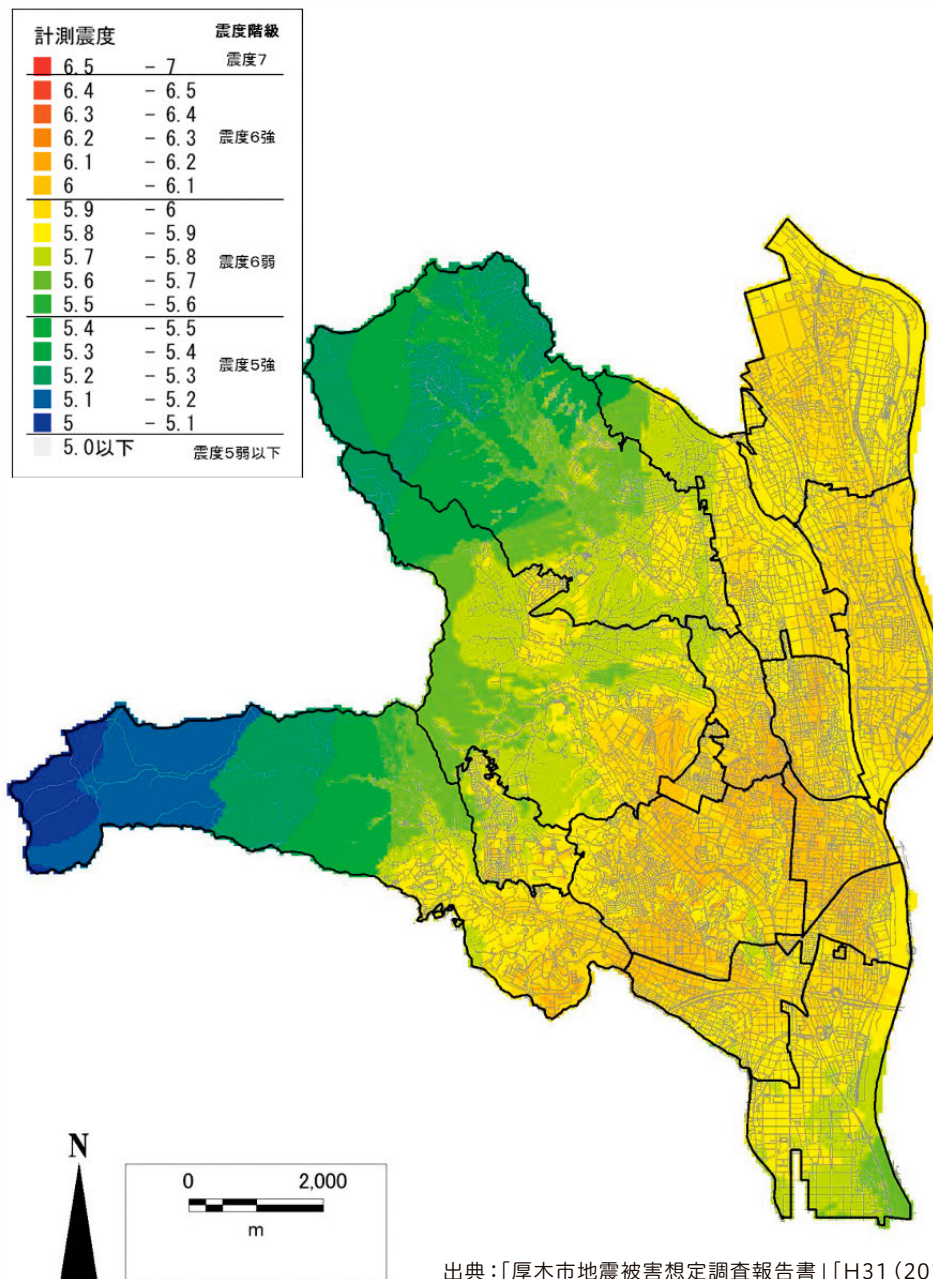 計測震度 震度階級
6.5 - 7 震度7
6.4 - 6.5
6.3 - 6.4
6.2 - 6.3 震度6強
6.1 - 6.2
6 - 6.1
5.9 - 6
5.8 - 5.9
5.7 - 5.8 震度6弱
5.6 - 5.7
5.5 - 5.6
5.4 - 5.5
5.3 - 5.4 震度5強
5.2 - 5.3
5.1 - 5.2
5 - 5.1
5.0以下 震度5弱以下
N
0 2,000
m
出典：「厚木市地震被害想定調査報告書」「H31（20